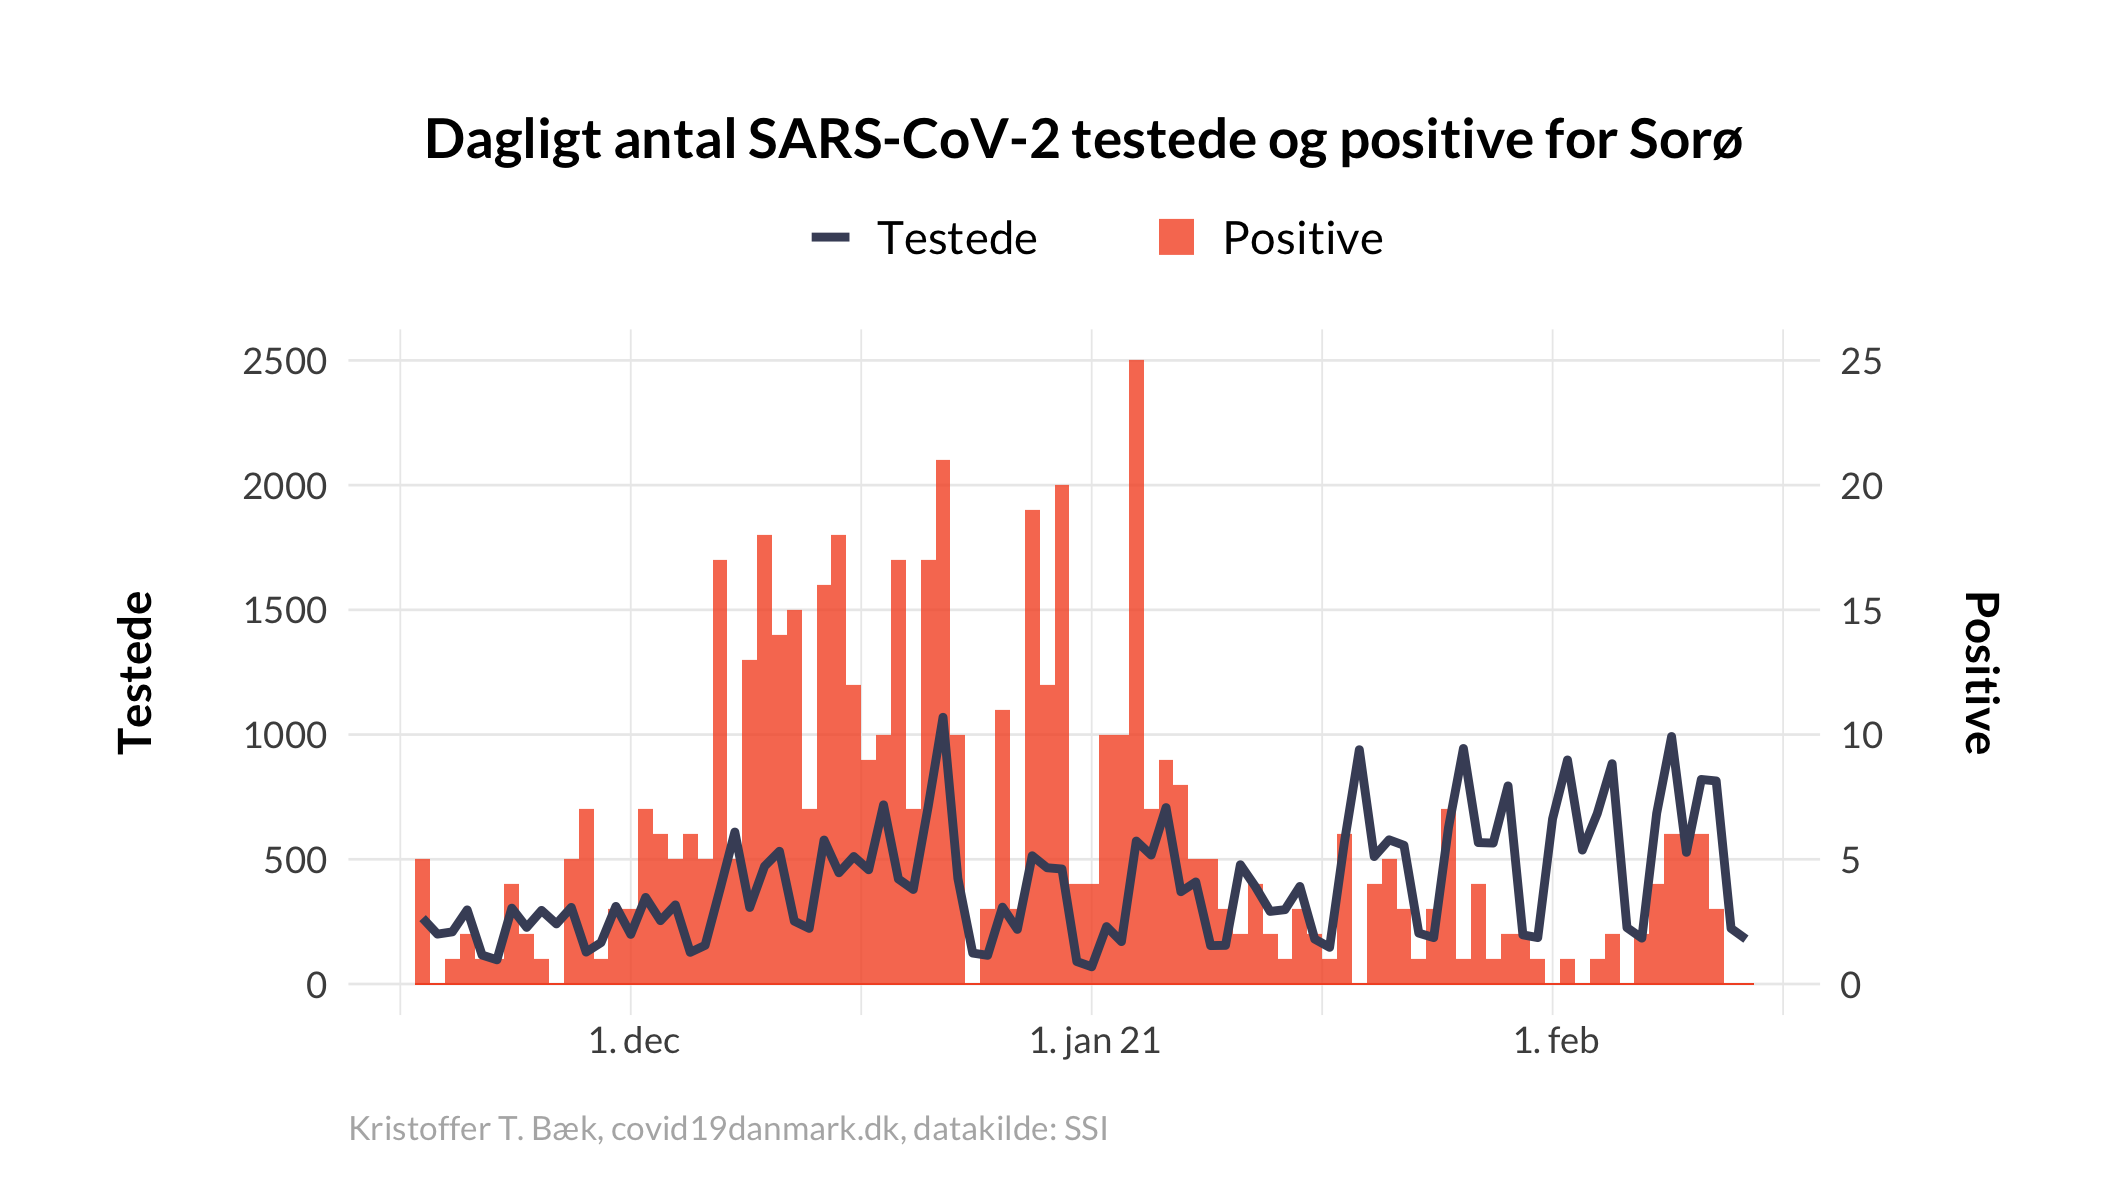 Dagligt antal SARS-CoV-2 testede og positive for Sorø
Testede Positive
2500 25
2000 20
1500 15
1000 10
500 5
0 0
Testede
Positive
1. dec 1. jan 21 1. feb
Kristoffer T. Bæk, covid19danmark.dk, datakilde: SSI